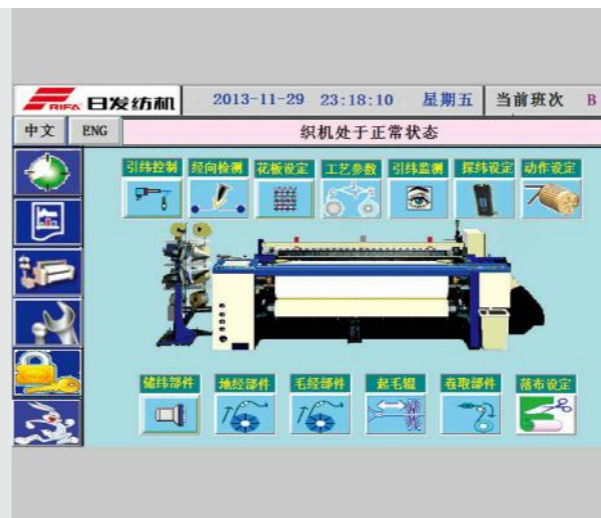 RIFA 日发纺机 2013-11-29 23:18:10 星期五 当前班次 B
中文 ENG 织机处于正常状态
引纬控制 经向检测 花板设定 工艺参数 引纬监测 探纬设定 动作设定
储纬部件 地经部件 毛经部件 起毛辊 卷取部件 落布设定